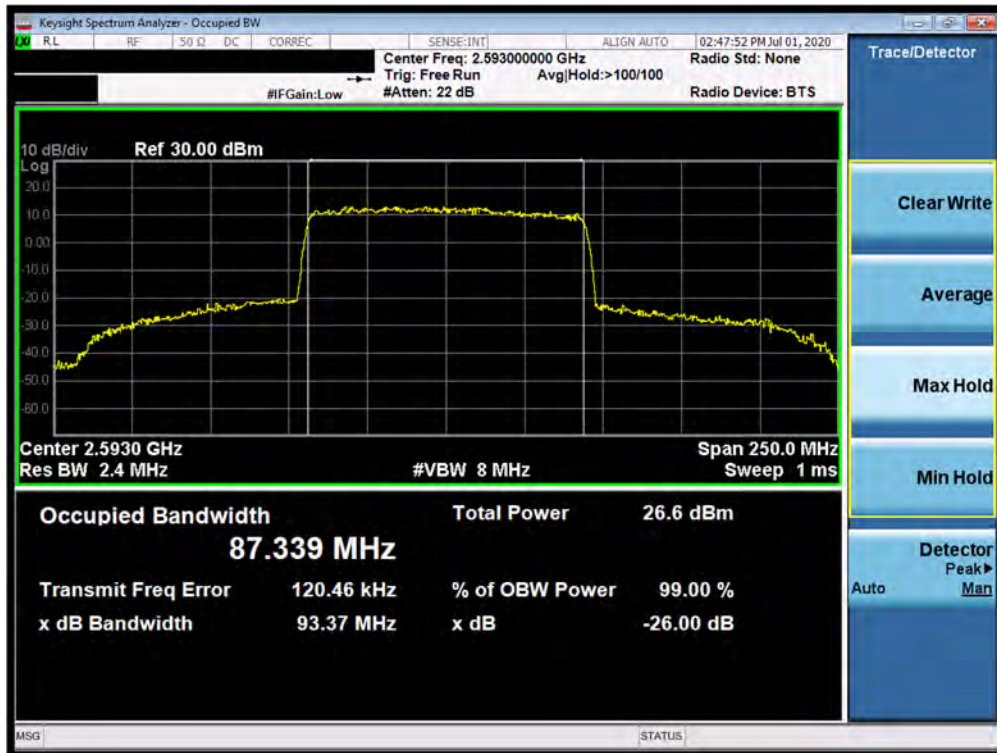 Keysight Spectrum Analyzer - Occupied BW
LXI RL RF 50 Ω DC CORREC SENSE:INT ALIGN AUTO 02:47:52 PM Jul 01, 2020
Center Freq: 2.593000000 GHz Radio Std: None
Trig: Free Run Avg|Hold:>100/100
#IFGain:Low #Atten: 22 dB Radio Device: BTS
Trace/Detector
10 dB/div Ref 30.00 dBm
Log
20.0
10.0
0.00
-10.0
-20.0
-30.0
-40.0
-50.0
-60.0
Center 2.5930 GHz Span 250.0 MHz
Res BW 2.4 MHz #VBW 8 MHz Sweep 1 ms
Occupied Bandwidth Total Power 26.6 dBm
87.339 MHz
Transmit Freq Error 120.46 kHz % of OBW Power 99.00 %
x dB Bandwidth 93.37 MHz x dB -26.00 dB
Clear Write
Average
Max Hold
Min Hold
Detector
Peak▶
Auto Man
MSG STATUS